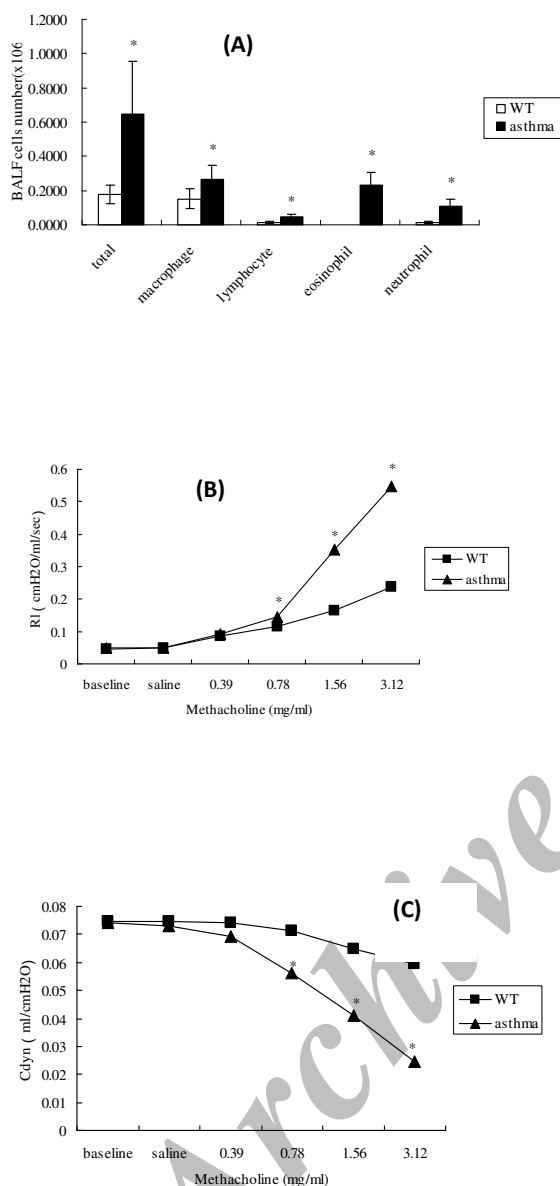 (A)
BALF cells number(x106
1.2000
1.0000
0.8000
0.6000
0.4000
0.2000
0.0000
*
*
*
*
*
total
macrophage
lymphocyte
eosinophil
neutrophil
WT
asthma
(B)
Rl ( cmH2O/ml/sec)
0.6
0.5
0.4
0.3
0.2
0.1
0
*
*
*
baseline saline 0.39 0.78 1.56 3.12
Methacholine (mg/ml)
WT
asthma
(C)
Cdyn ( ml/cmH2O)
0.08
0.07
0.06
0.05
0.04
0.03
0.02
0.01
0
*
*
*
baseline saline 0.39 0.78 1.56 3.12
Methacholine (mg/ml)
WT
asthma
Archive